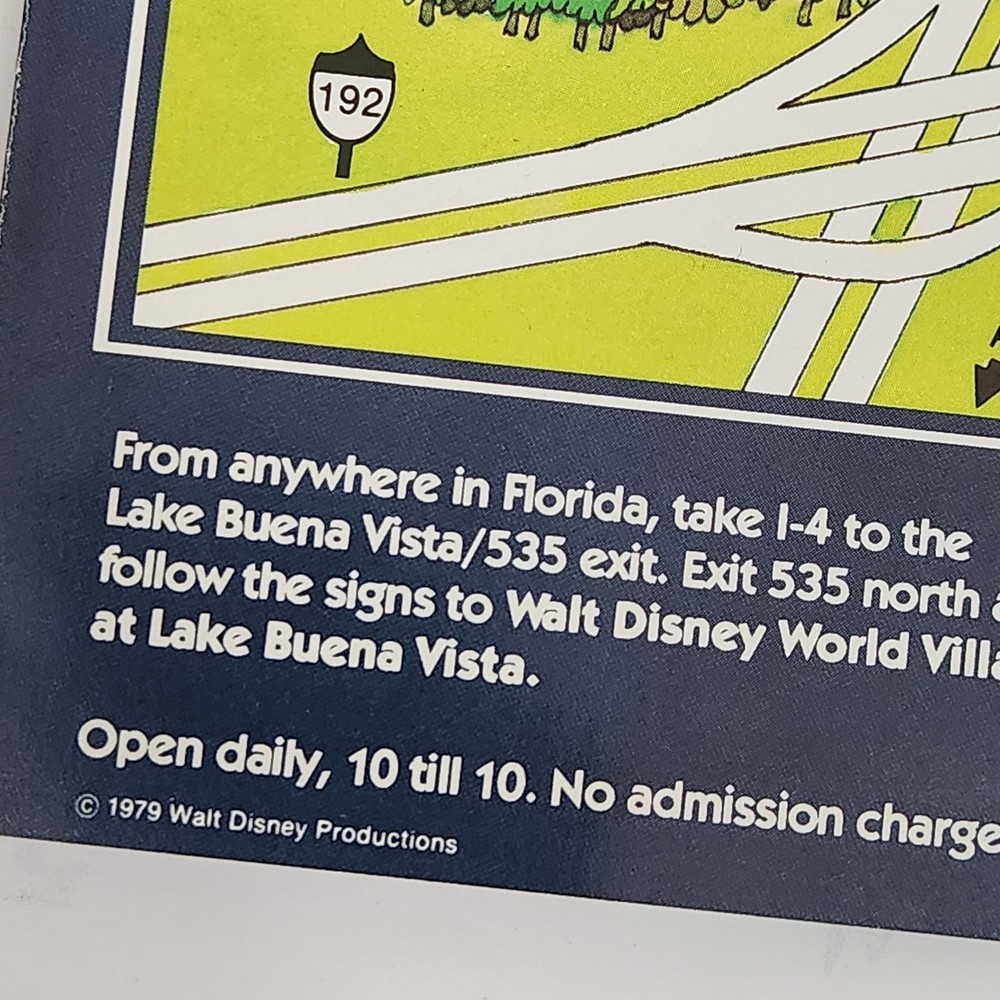 192
From anywhere in Florida, take I-4 to the
Lake Buena Vista/535 exit. Exit 535 north
follow the signs to Walt Disney World
at Lake Buena Vista.
Open daily, 10 till 10. No admission charge
© 1979 Walt Disney Productions